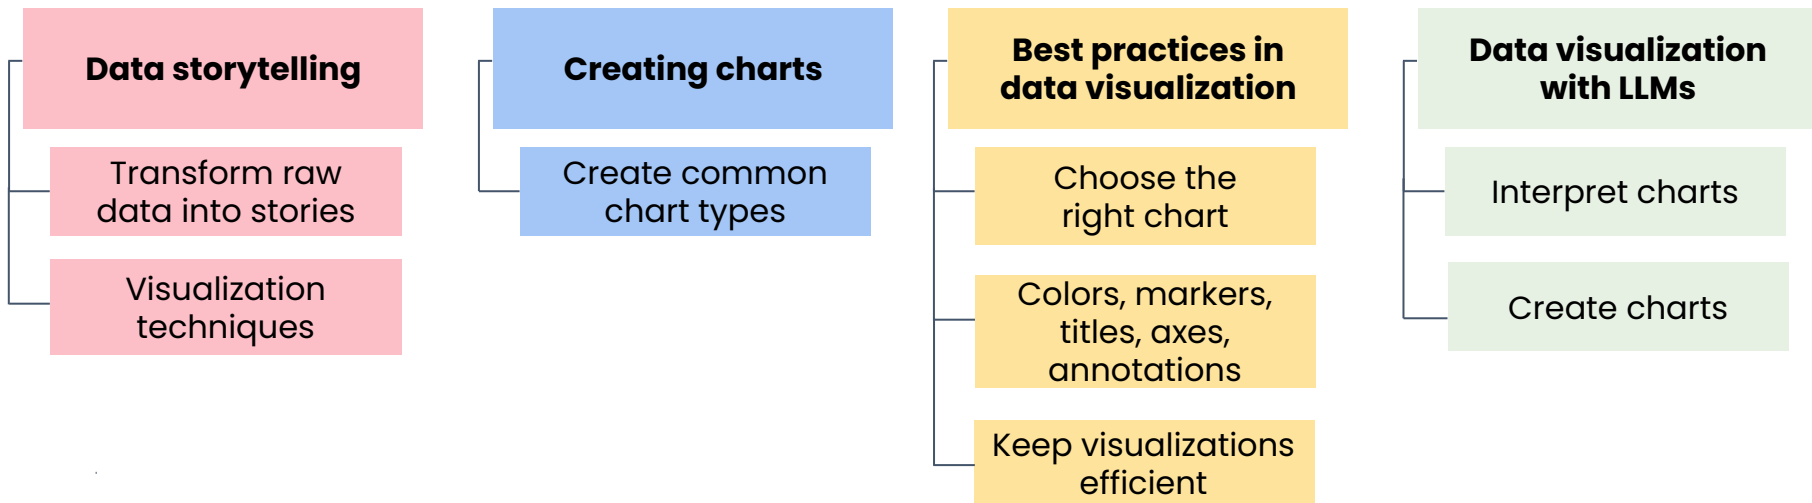 Data storytelling
Transform raw
data into stories
Visualization
techniques
Creating charts
Create common
chart types
Best practices in
data visualization
Choose the
right chart
Colors, markers,
titles, axes,
annotations
Keep visualizations
efficient
Data visualization
with LLMs
Interpret charts
Create charts